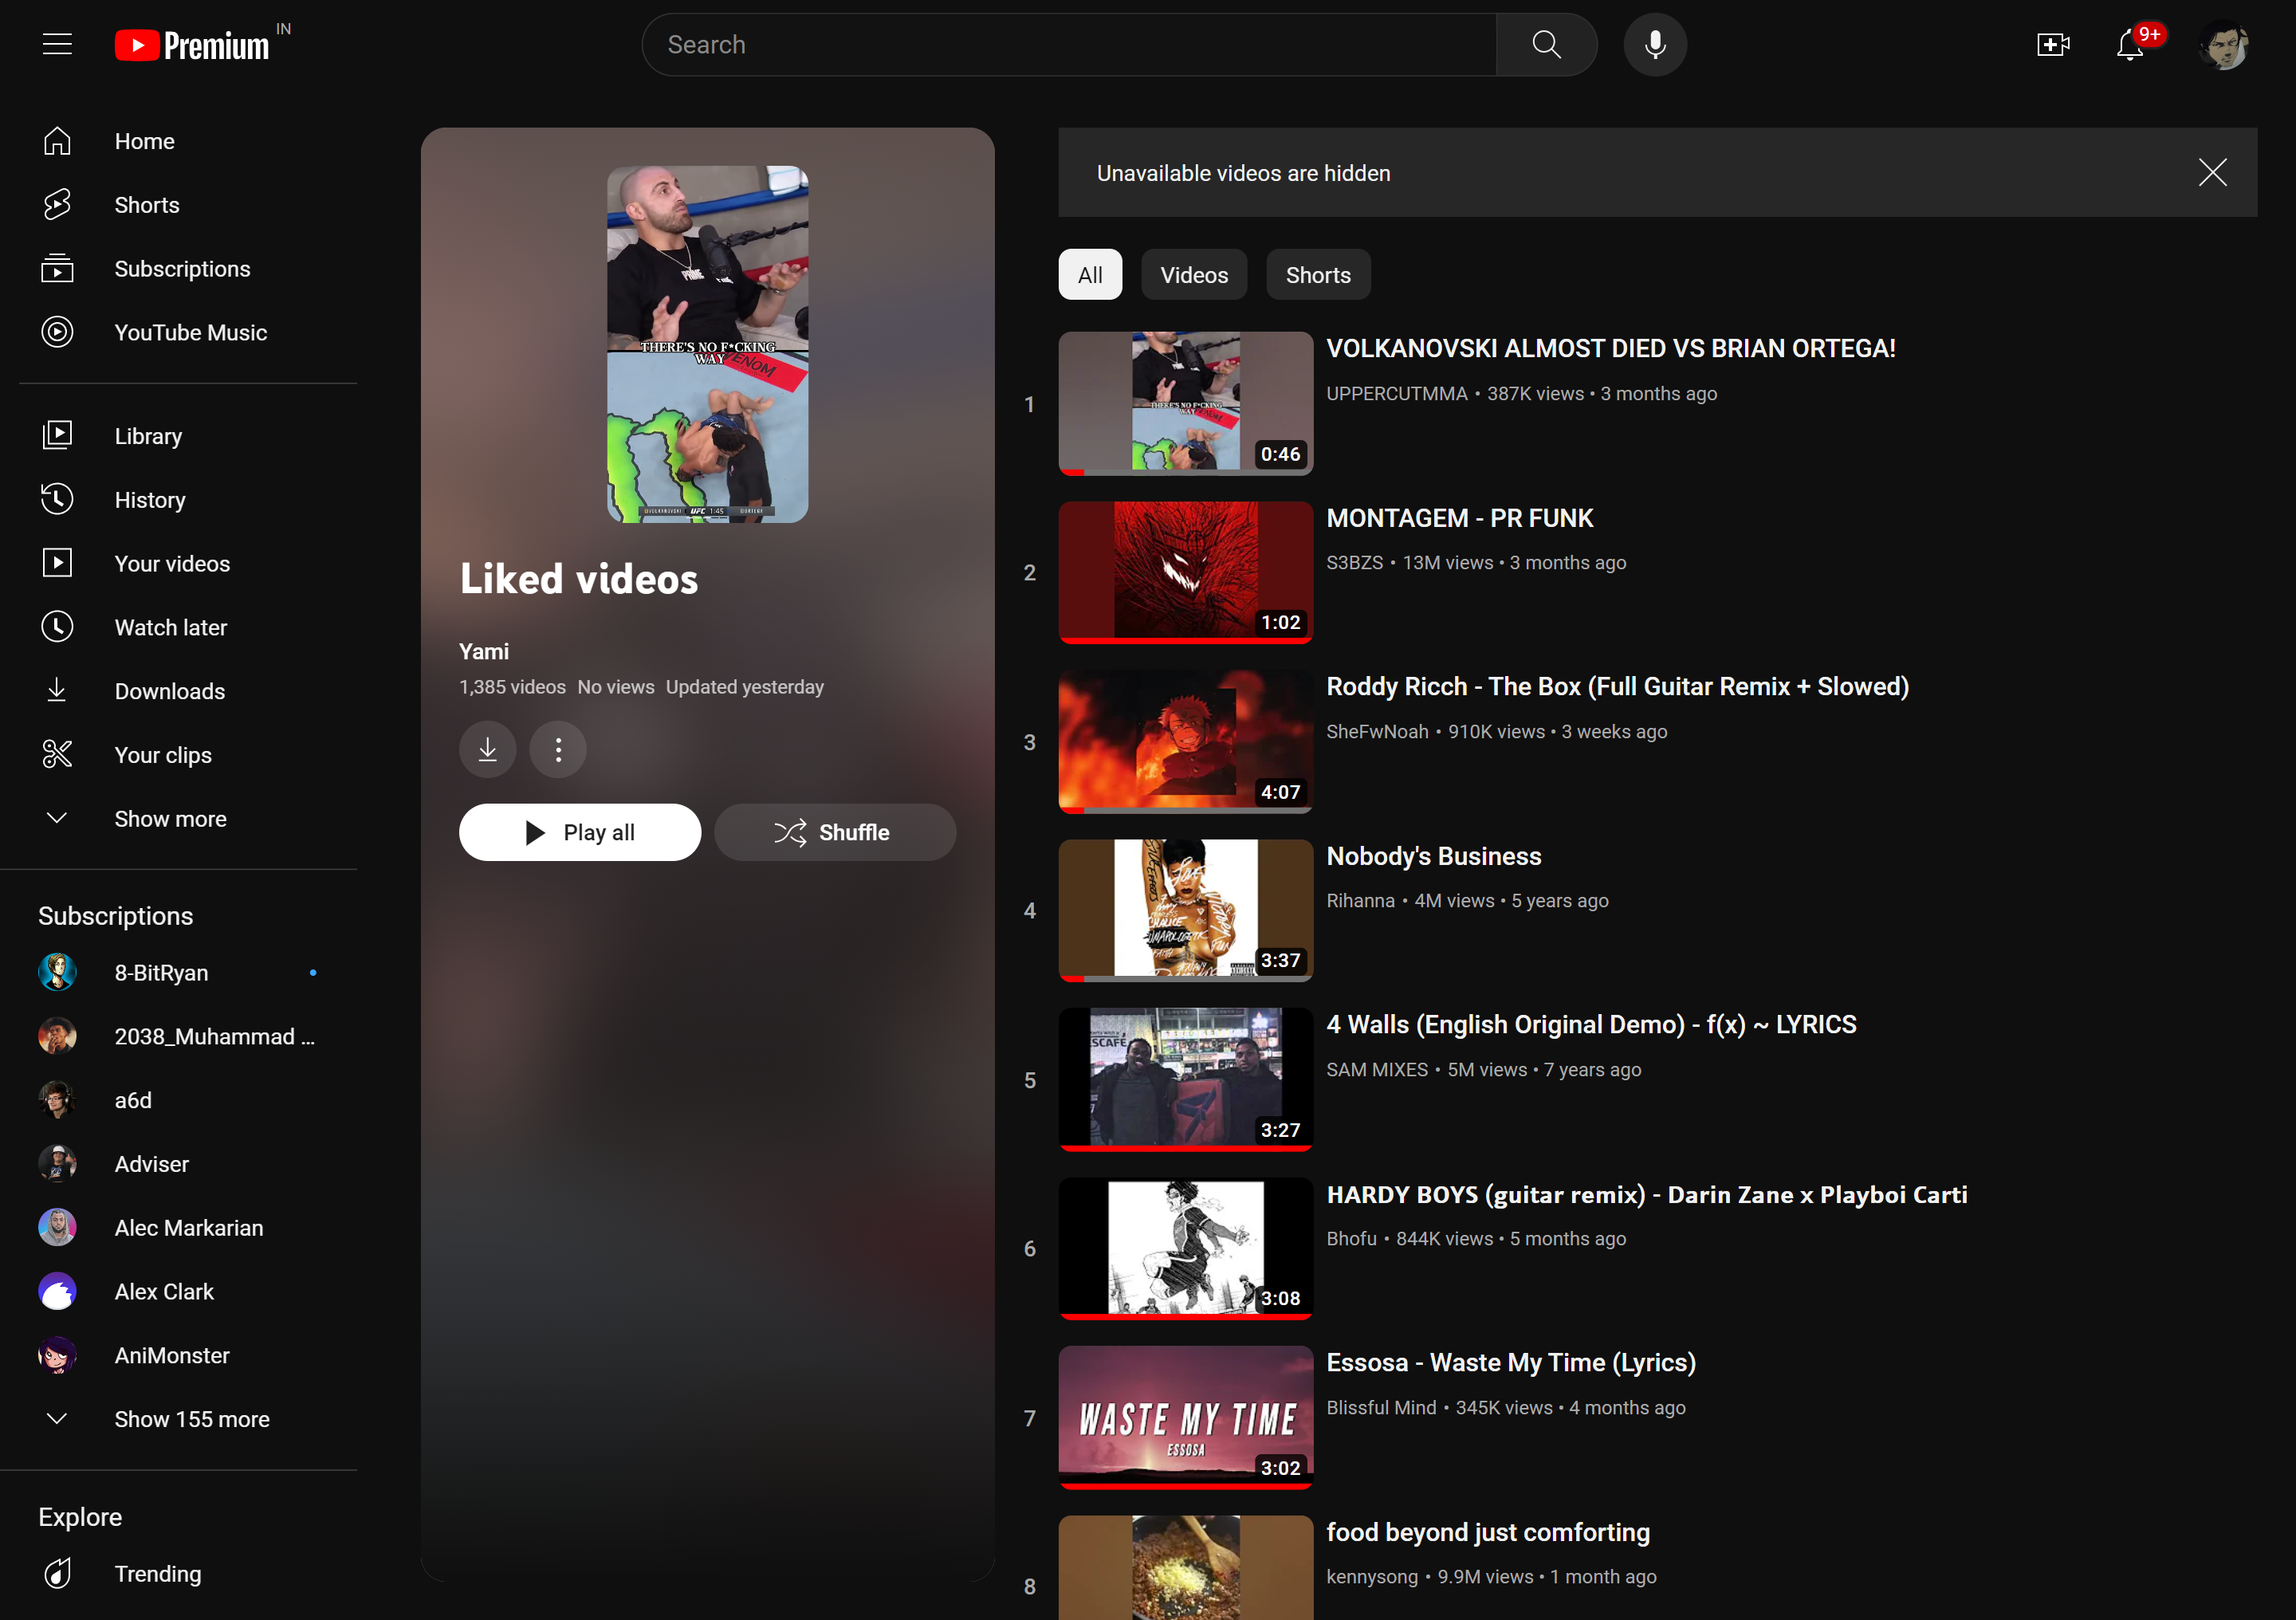 Premium IN
Search
9+
Home
Shorts
Subscriptions
YouTube Music
Library
History
Your videos
Watch later
Downloads
Your clips
Show more
Subscriptions
8-BitRyan
2038_Muhammad ...
a6d
Adviser
Alec Markarian
Alex Clark
AniMonster
Show 155 more
Explore
Trending
PRIME
THERE'S NO F*CKING
WAY
VENOM
UFC 1:45
Liked videos
Yami
1,385 videos No views Updated yesterday
Play all
Shuffle
Unavailable videos are hidden
All
Videos
Shorts
1
THERE'S NO F*CKING
WAY
0:46
VOLKANOVSKI ALMOST DIED VS BRIAN ORTEGA!
UPPERCUTMMA • 387K views • 3 months ago
2
1:02
MONTAGEM - PR FUNK
S3BZS • 13M views • 3 months ago
3
4:07
Roddy Ricch - The Box (Full Guitar Remix + Slowed)
SheFwNoah • 910K views • 3 weeks ago
4
3:37
Nobody's Business
Rihanna • 4M views • 5 years ago
5
3:27
4 Walls (English Original Demo) - f(x) ~ LYRICS
SAM MIXES • 5M views • 7 years ago
6
3:08
HARDY BOYS (guitar remix) - Darin Zane x Playboi Carti
Bhofu • 844K views • 5 months ago
7
WASTE MY TIME
ESSOSA
3:02
Essosa - Waste My Time (Lyrics)
Blissful Mind • 345K views • 4 months ago
8
food beyond just comforting
kennysong • 9.9M views • 1 month ago